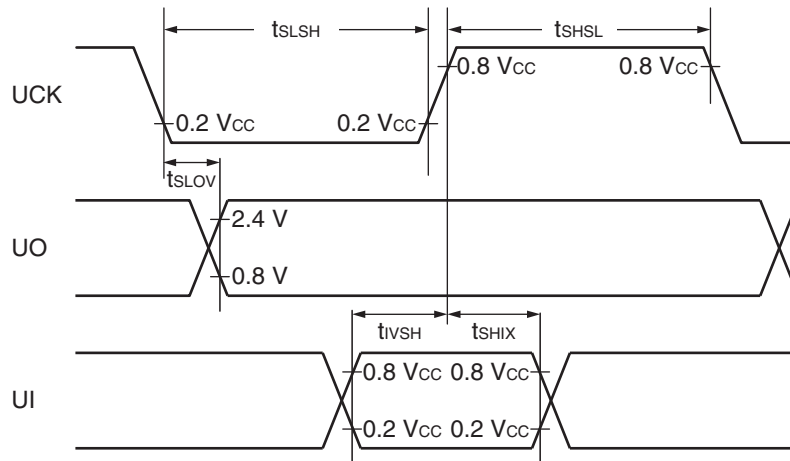 tSLSH tSHSL
UCK 0.8 VCC 0.8 VCC
0.2 VCC 0.2 VCC
tSLOV
2.4 V
UO
0.8 V
tIVSH tSHIX
0.8 VCC 0.8 VCC
UI
0.2 VCC 0.2 VCC